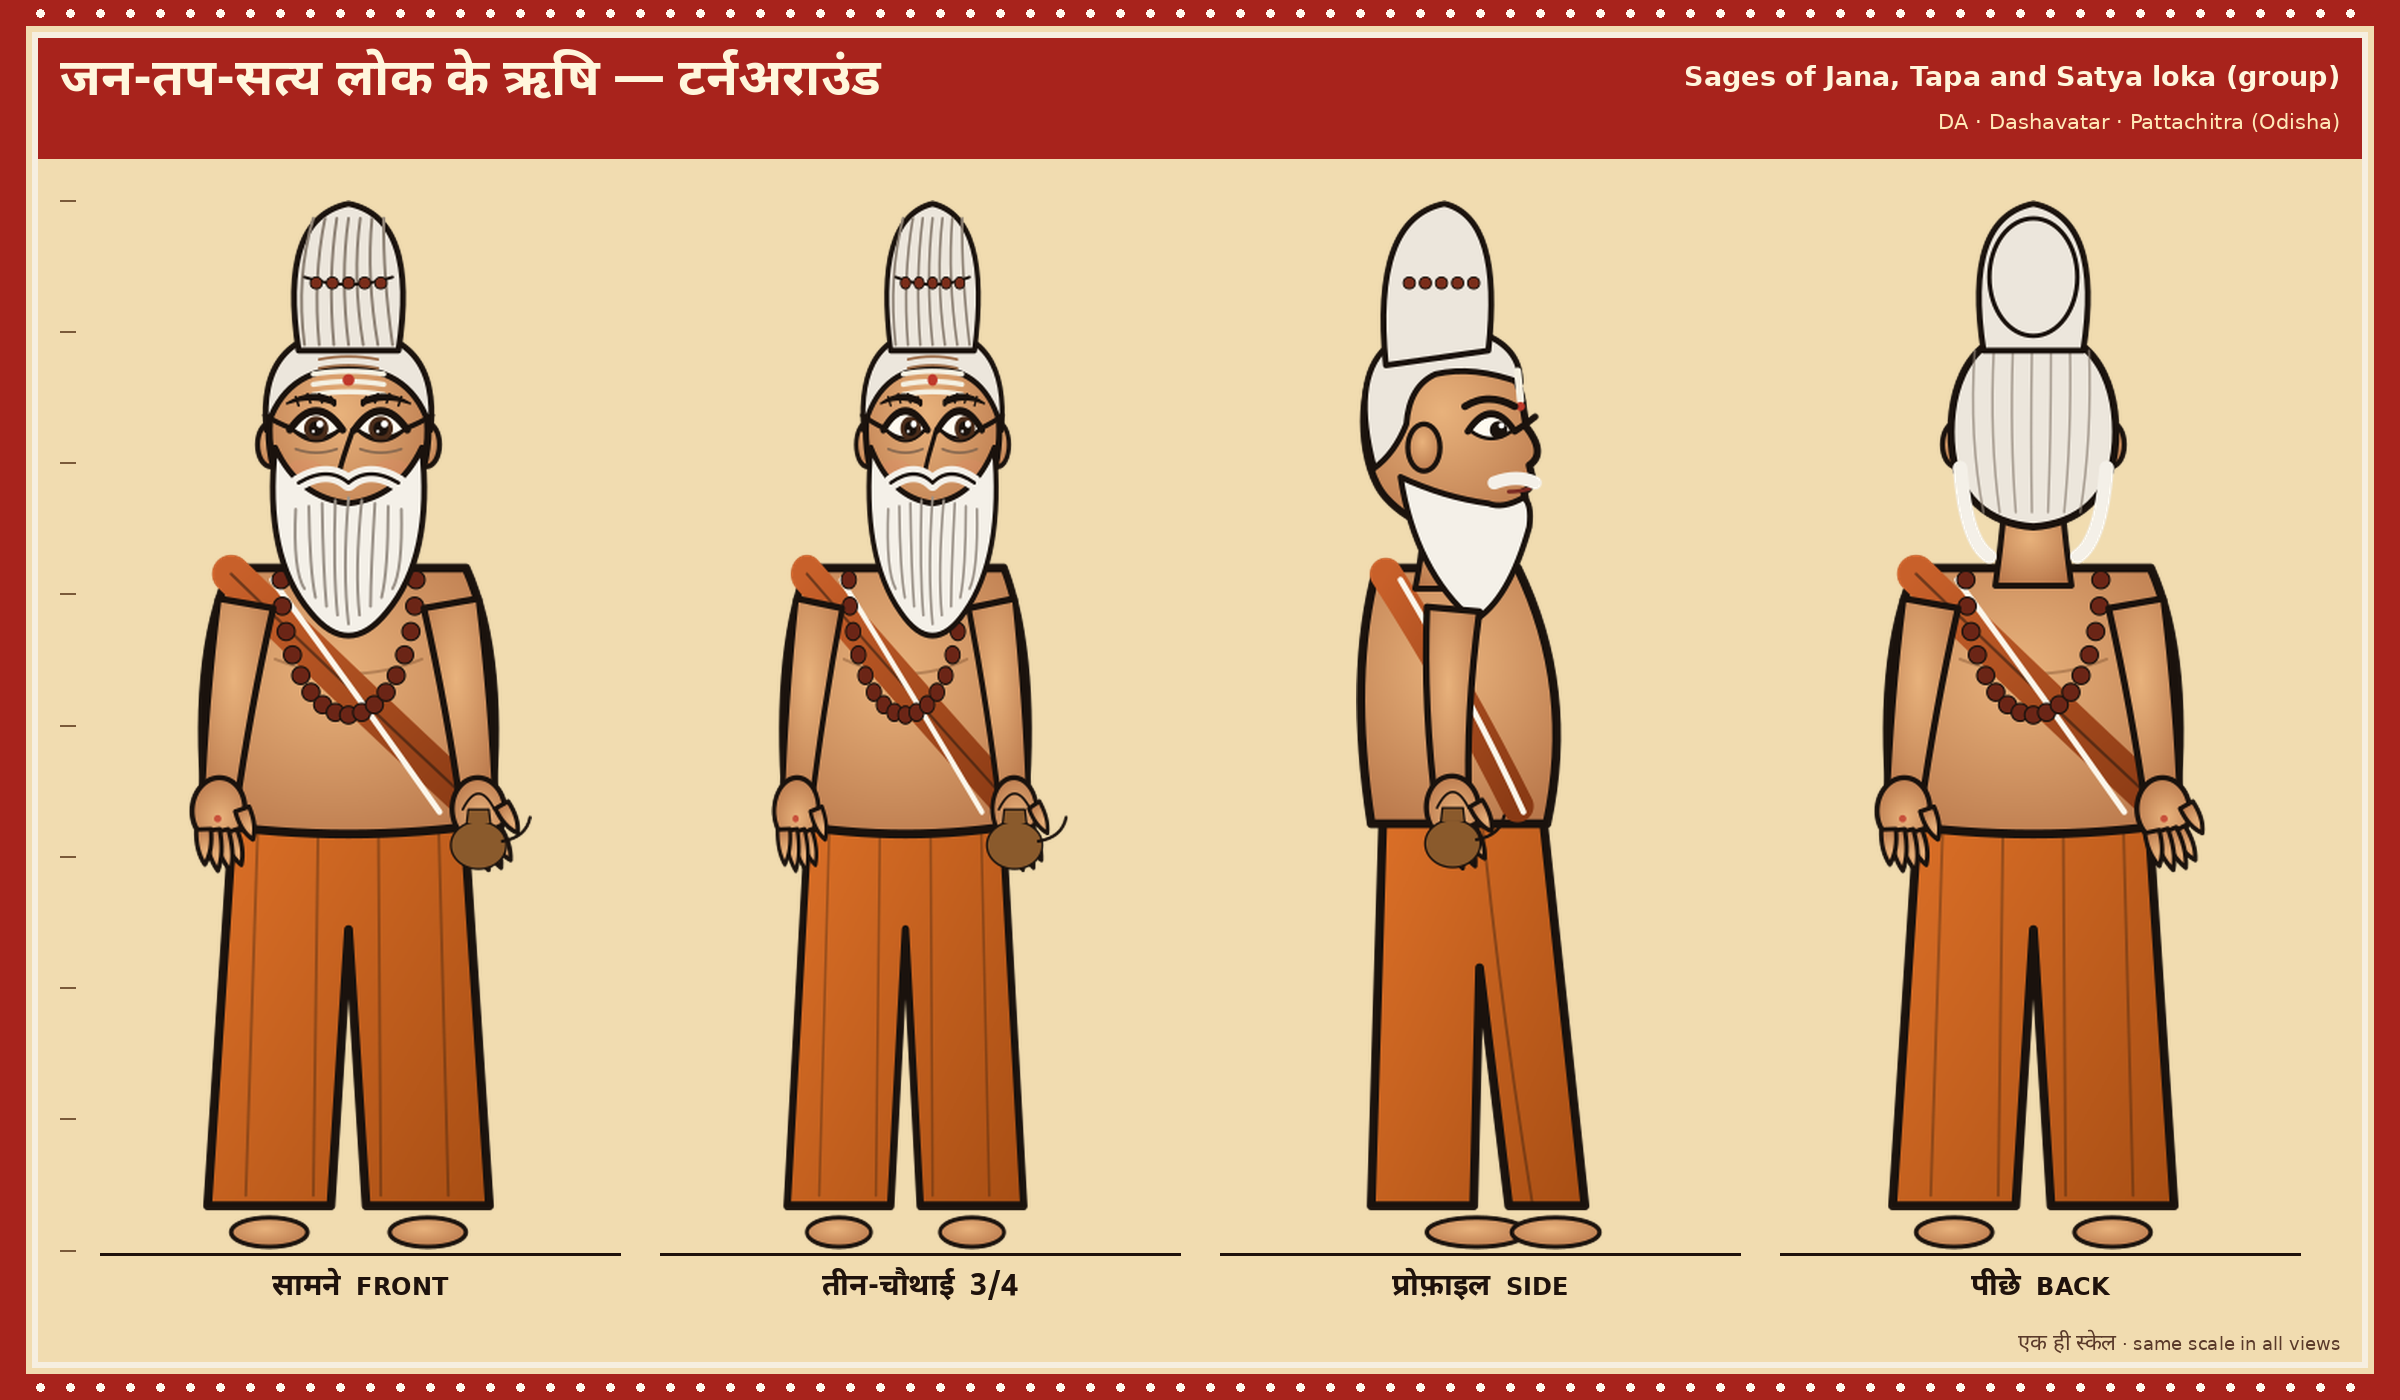 जन-तप-सत्य लोक के ऋषि — टर्नअराउंड
Sages of Jana, Tapa and Satya loka (group)
DA · Dashavatar · Pattachitra (Odisha)
सामने FRONT
तीन-चौथाई 3/4
प्रोफ़ाइल SIDE
पीछे BACK
एक ही स्केल · same scale in all views